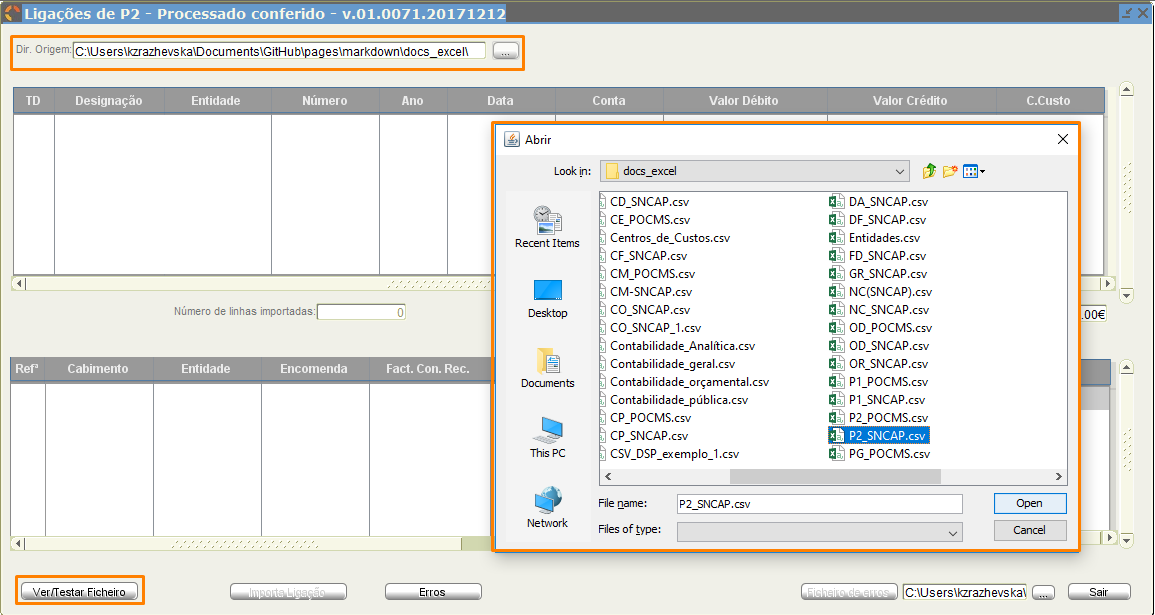 Ligações de P2 - Processado conferido - v.01.0071.20171212
Dir. Origem: C:\Users\kzrazhevska\Documents\GitHub\pages\markdown\docs_excel\ ...
TD Designação Entidade Número Ano Data Conta Valor Débito Valor Crédito C.Custo
Abrir
Look in: docs_excel
Recent Items
Desktop
Documents
This PC
Network
CD_SNCAP.csv
CE_POCMS.csv
Centros_de_Custos.csv
CF_SNCAP.csv
CM_POCMS.csv
CM-SNCAP.csv
CO_SNCAP.csv
CO_SNCAP_1.csv
Contabilidade_Analítica.csv
Contabilidade_geral.csv
Contabilidade_orçamental.csv
Contabilidade_pública.csv
CP_POCMS.csv
CP_SNCAP.csv
CSV_DSP_exemplo_1.csv
DA_SNCAP.csv
DF_SNCAP.csv
Entidades.csv
FD_SNCAP.csv
GR_SNCAP.csv
NC(SNCAP).csv
NC_SNCAP.csv
OD_POCMS.csv
OD_SNCAP.csv
OR_SNCAP.csv
P1_POCMS.csv
P1_SNCAP.csv
P2_POCMS.csv
P2_SNCAP.csv
PG_POCMS.csv
File name: P2_SNCAP.csv Open
Files of type: Cancel
Número de linhas importadas: 0
.00€
Refª Cabimento Entidade Encomenda Fact. Con. Rec.
Ver/Testar Ficheiro Importa Ligação Erros Ficheiro de erros C:\Users\kzrazhevska\ ... Sair